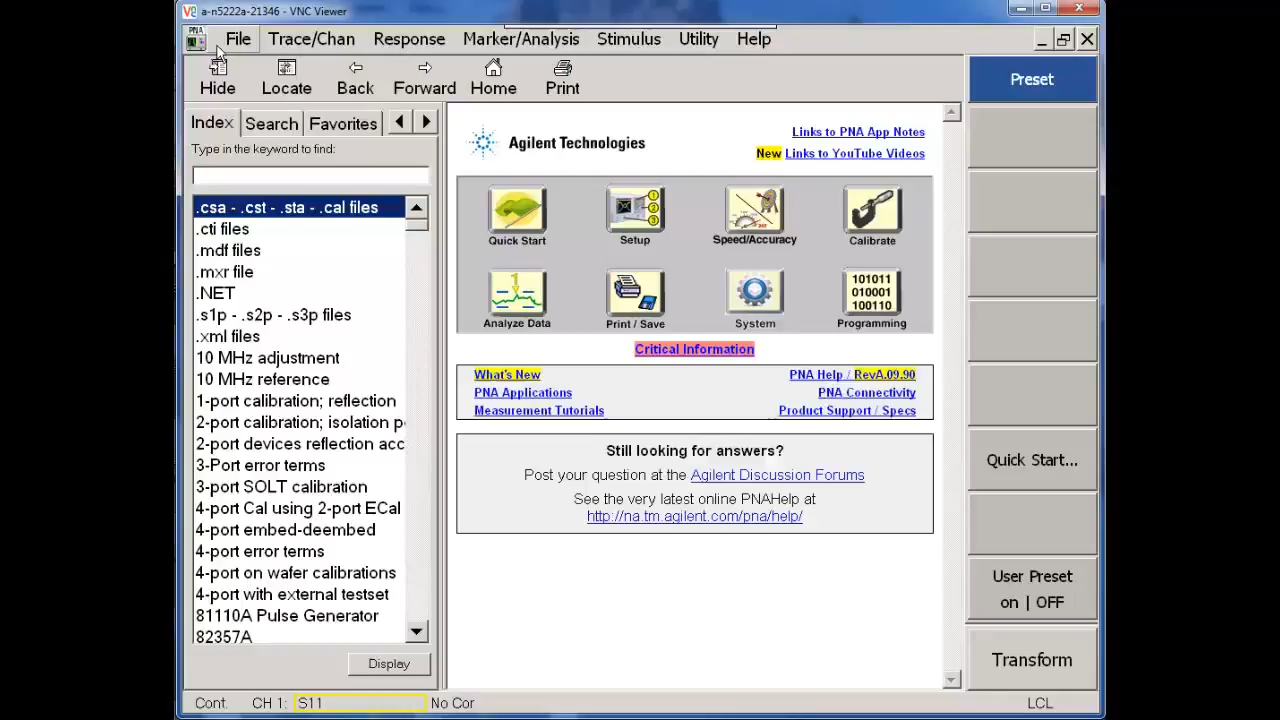 a-n5222a-21346 - VNC Viewer
PNA
File Trace/Chan Response Marker/Analysis Stimulus Utility Help
Hide Locate Back Forward Home Print
Preset
Index Search Favorites
Type in the keyword to find:
.csa - .cst - .sta - .cal files
.cti files
.mdf files
.mxr file
.NET
.s1p - .s2p - .s3p files
.xml files
10 MHz adjustment
10 MHz reference
1-port calibration; reflection
2-port calibration; isolation p
2-port devices reflection acc
3-Port error terms
3-port SOLT calibration
4-port Cal using 2-port ECal
4-port embed-deembed
4-port error terms
4-port on wafer calibrations
4-port with external testset
81110A Pulse Generator
82357A
Display
Agilent Technologies
Links to PNA App Notes
New Links to YouTube Videos
Quick Start Setup Speed/Accuracy Calibrate
Analyze Data Print / Save System Programming
101011
010001
100110
Critical Information
What's New PNA Help / RevA.09.90
PNA Applications PNA Connectivity
Measurement Tutorials Product Support / Specs
Still looking for answers?
Post your question at the Agilent Discussion Forums
See the very latest online PNAHelp at
http://na.tm.agilent.com/pna/help/
Quick Start...
User Preset
on | OFF
Transform
Cont. CH 1: S11 No Cor LCL